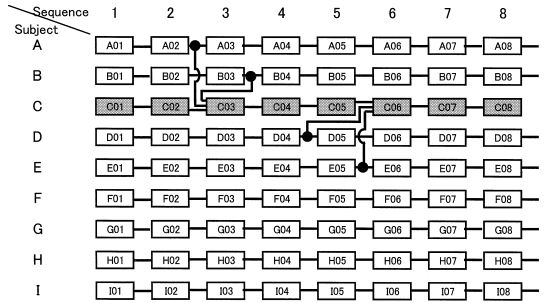 Sequence 1 2 3 4 5 6 7 8
Subject
A A01 A02 A03 A04 A05 A06 A07 A08
B B01 B02 B03 B04 B05 B06 B07 B08
C C01 C02 C03 C04 C05 C06 C07 C08
D D01 D02 D03 D04 D05 D06 D07 D08
E E01 E02 E03 E04 E05 E06 E07 E08
F F01 F02 F03 F04 F05 F06 F07 F08
G G01 G02 G03 G04 G05 G06 G07 G08
H H01 H02 H03 H04 H05 H06 H07 H08
I I01 I02 I03 I04 I05 I06 I07 I08